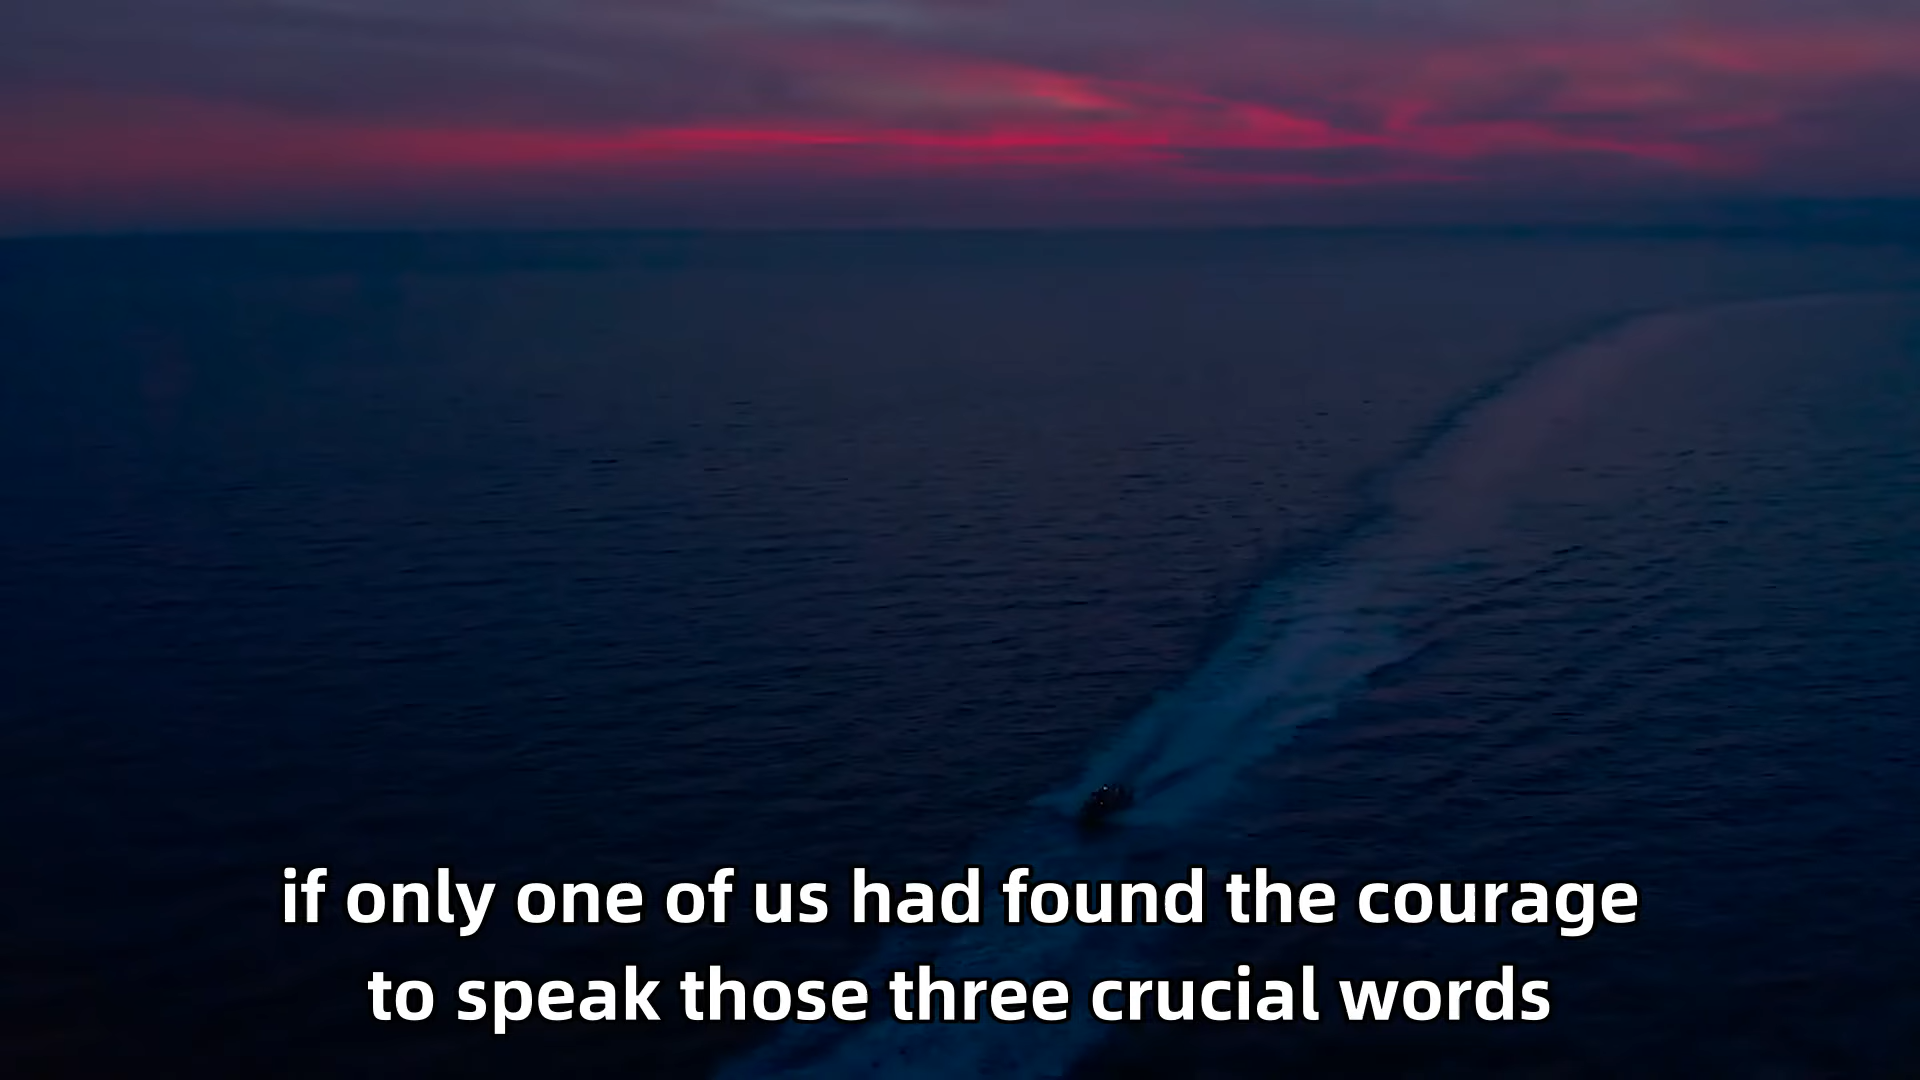 if only one of us had found the courage
to speak those three crucial words